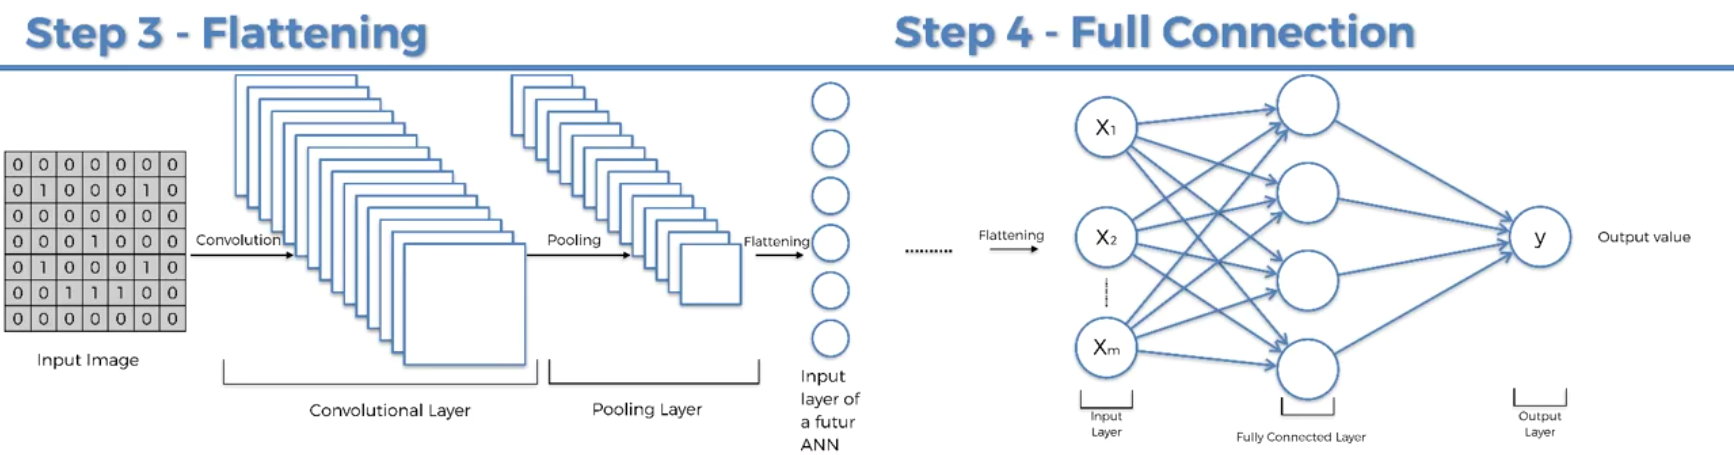 Step 3 - Flattening
0 0 0 0 0 0 0
0 1 0 0 0 1 0
0 0 0 0 0 0 0
0 0 0 1 0 0 0
0 1 0 0 0 1 0
0 0 1 1 1 0 0
0 0 0 0 0 0 0
Input Image
Convolution
Pooling
Flattening
Convolutional Layer
Pooling Layer
Input
layer of
a futur
ANN
Step 4 - Full Connection
..........
Flattening
X1
X2
Xm
y
Output value
Input
Layer
Fully Connected Layer
Output
Layer